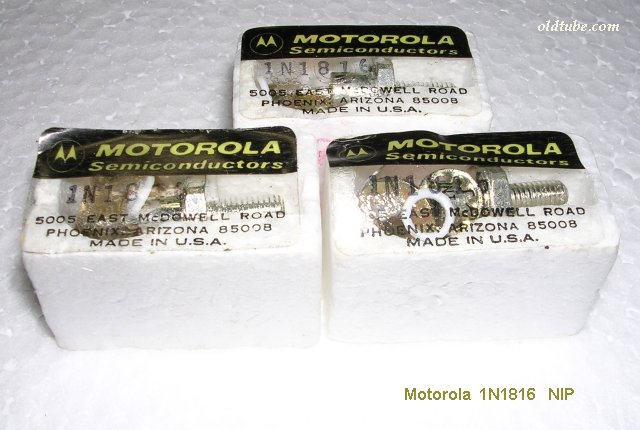 oldtube.com
MOTOROLA
Semiconductors
1N1816
5005 EAST McDOWELL ROAD
PHOENIX, ARIZONA 85008
MADE IN U.S.A.
MOTOROLA
Semiconductors
5005 EAST McDOWELL ROAD
PHOENIX, ARIZONA 85008
MADE IN U.S.A.
MOTOROLA
Semiconductors
EAST McDOWELL ROAD
PHOENIX, ARIZONA 85008
MADE IN U.S.A.
Motorola 1N1816 NIP